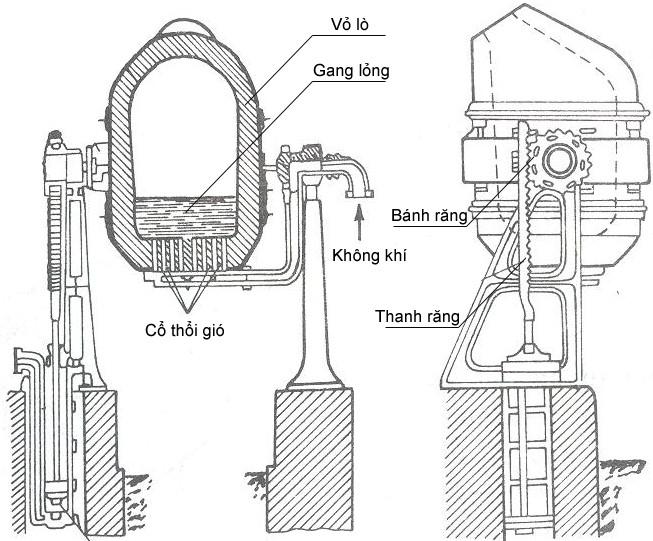 Vỏ lò
Gang lỏng
Bánh răng
Không khí
Thanh răng
Cổ thổi gió